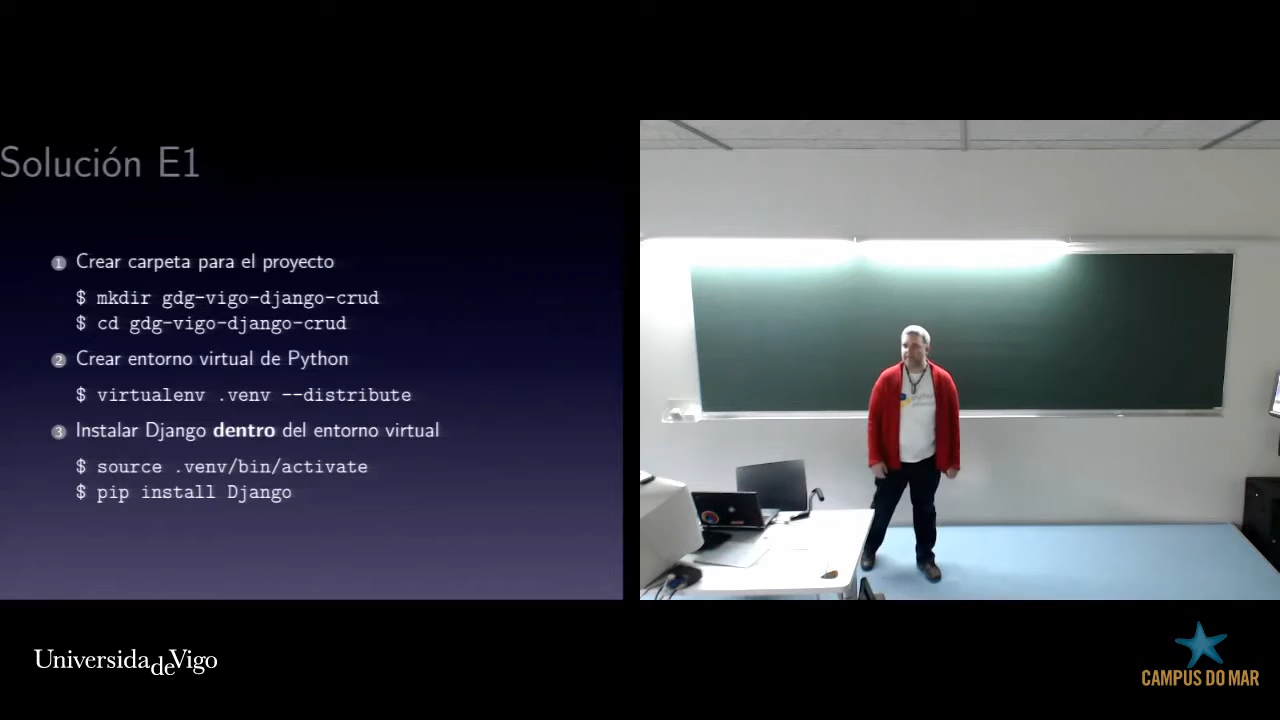 Solución E1
1 Crear carpeta para el proyecto
$ mkdir gdg-vigo-django-crud
$ cd gdg-vigo-django-crud
2 Crear entorno virtual de Python
$ virtualenv .venv --distribute
3 Instalar Django dentro del entorno virtual
$ source .venv/bin/activate
$ pip install Django
python
UniversidadeVigo
CAMPUS DO MAR